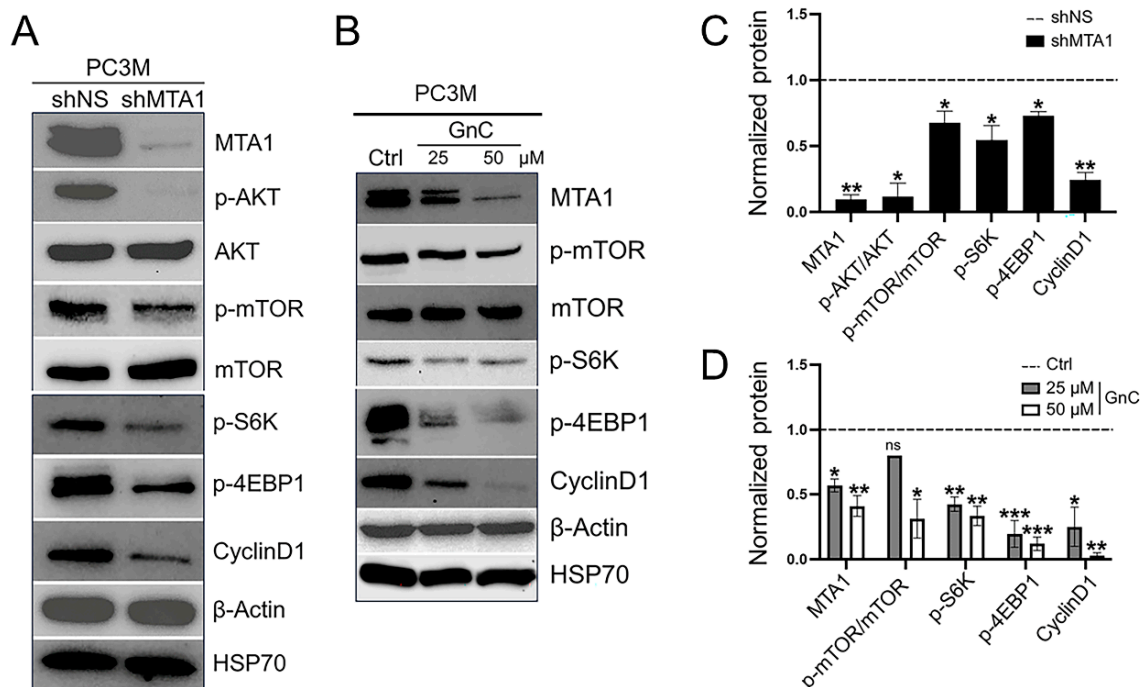 A
PC3M
shNS shMTA1
MTA1
p-AKT
AKT
p-mTOR
mTOR
p-S6K
p-4EBP1
CyclinD1
β-Actin
HSP70
B
PC3M
GnC
Ctrl 25 50 µM
MTA1
p-mTOR
mTOR
p-S6K
p-4EBP1
CyclinD1
β-Actin
HSP70
C
Normalized protein
1.5
1.0
0.5
0.0
shNS
shMTA1
** * * * * **
MTA1
p-AKT/AKT
p-mTOR/mTOR
p-S6K
p-4EBP1
CyclinD1
D
Normalized protein
1.5
1.0
0.5
0.0
Ctrl
25 µM
50 µM
GnC
* ** ns * ** ** *** *** * **
MTA1
p-mTOR/mTOR
p-S6K
p-4EBP1
CyclinD1